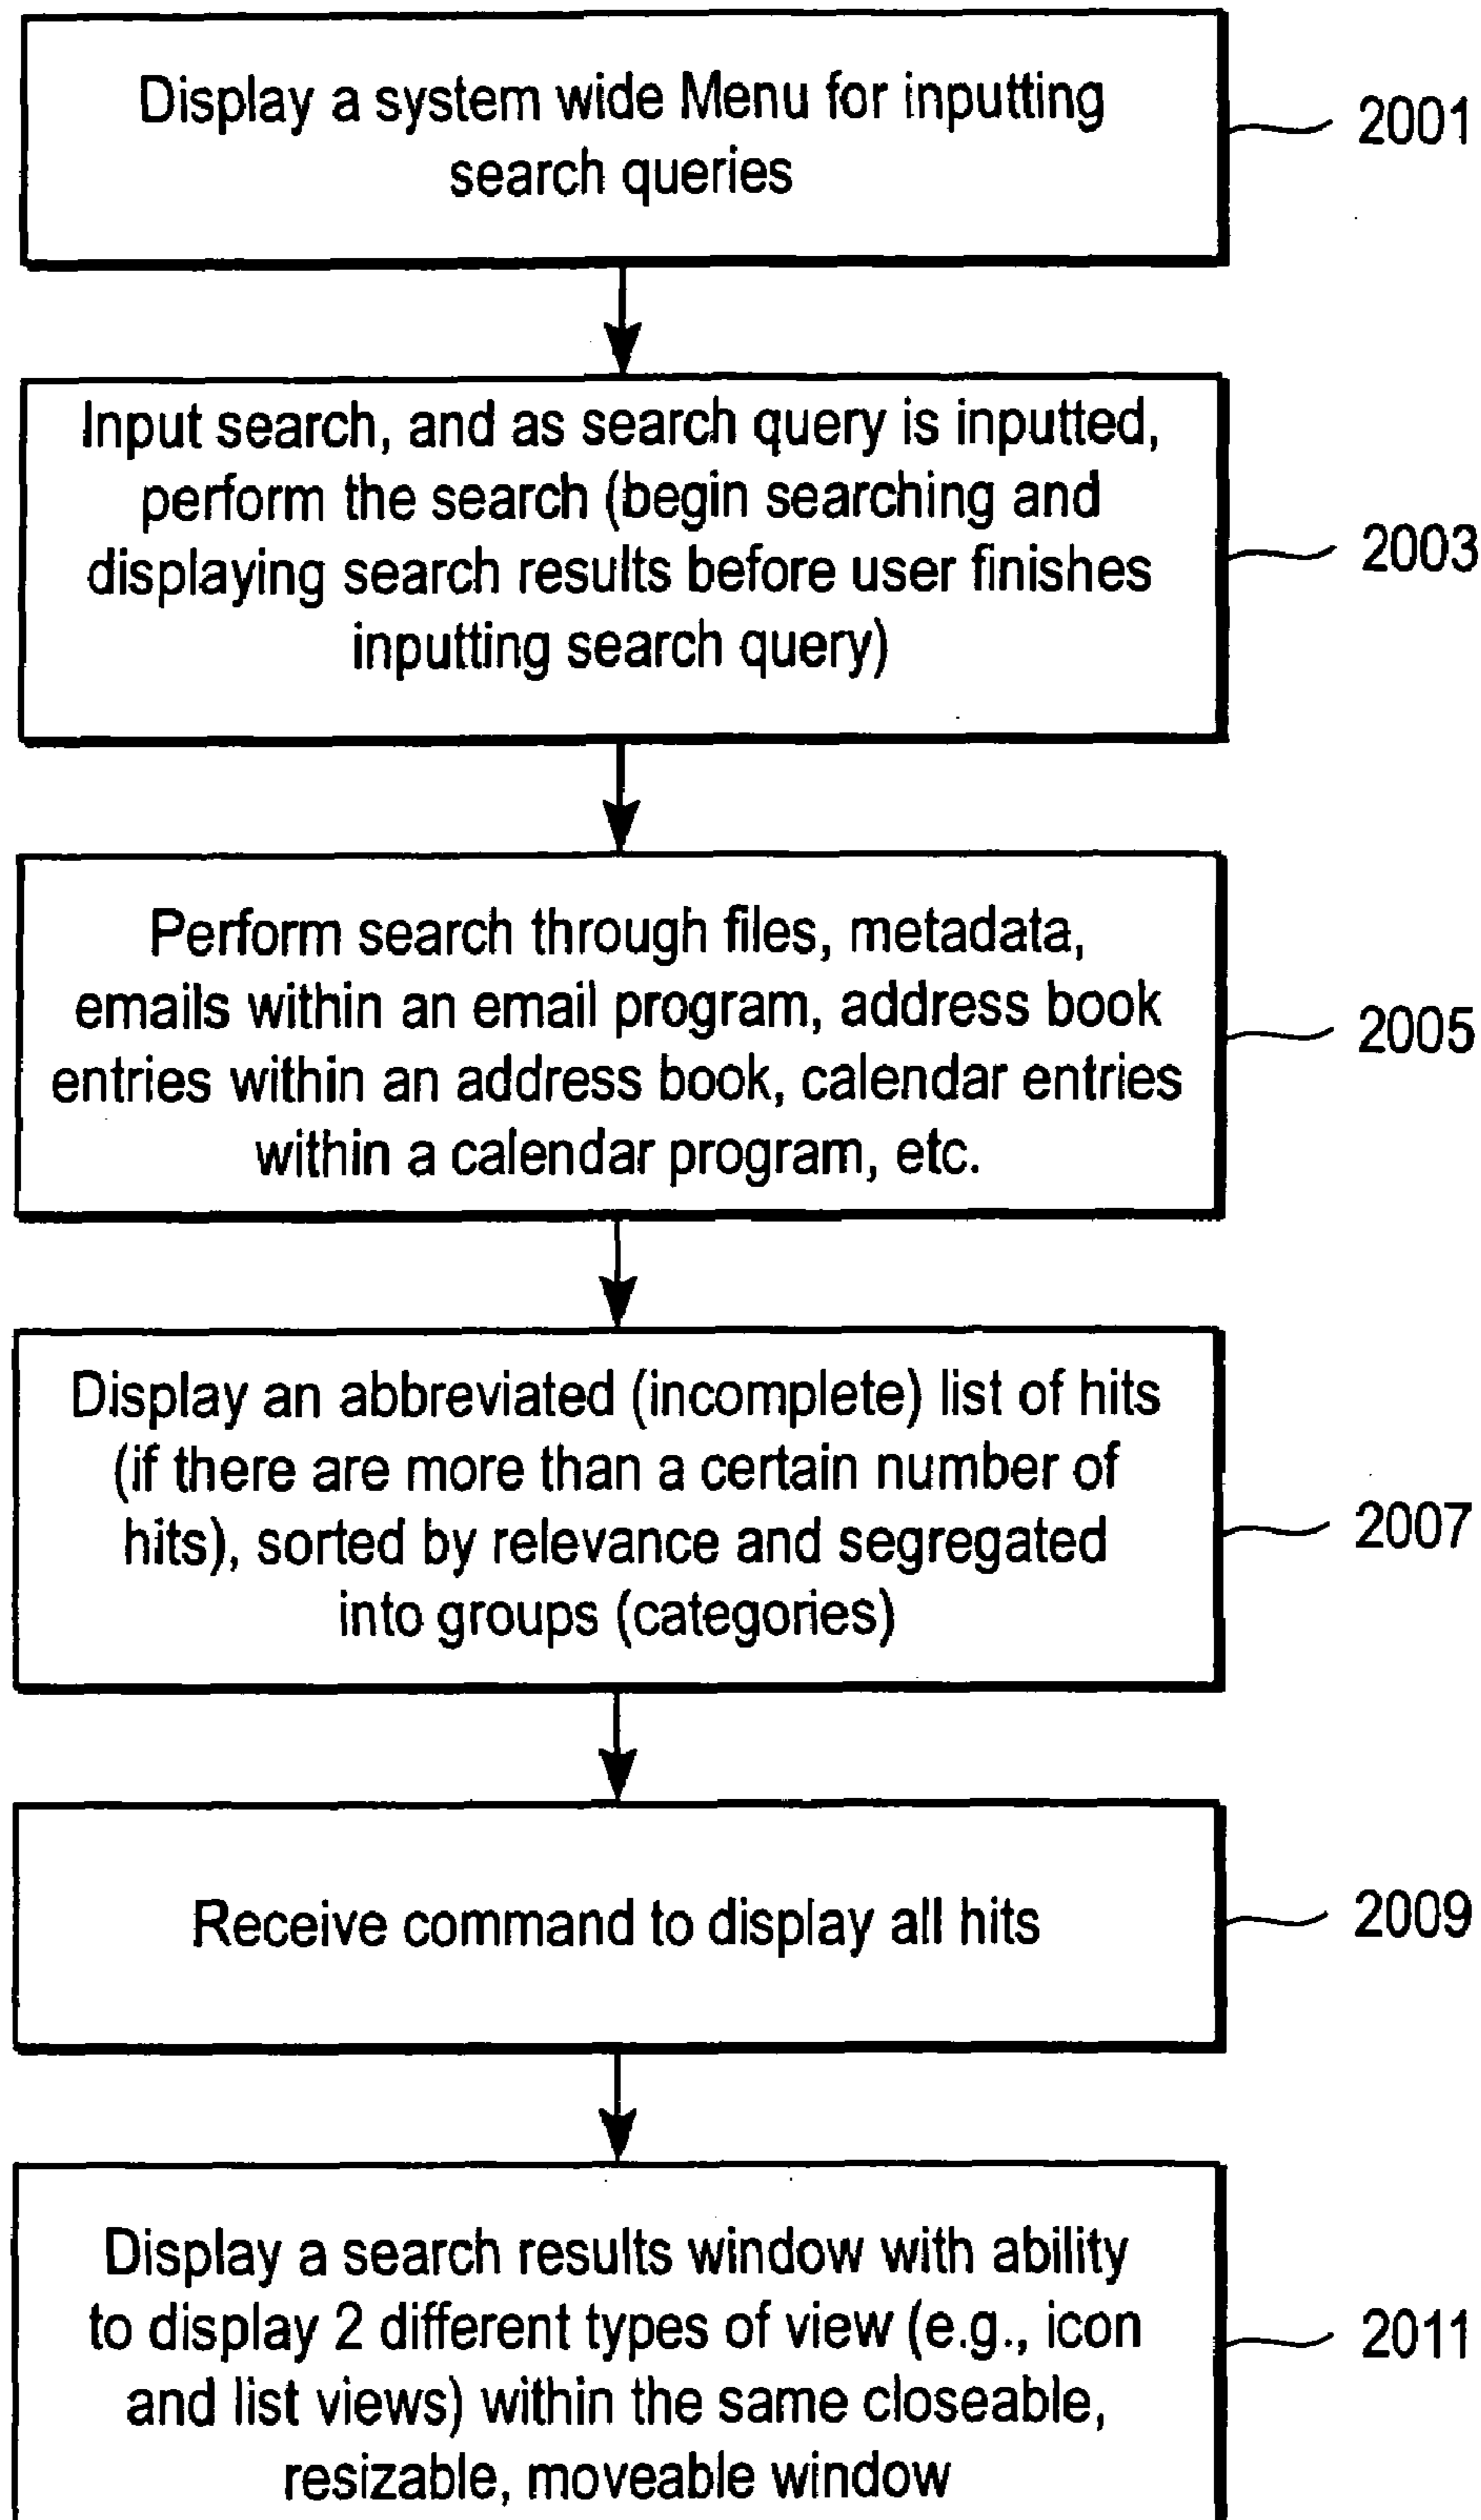 Display a system wide Menu for inputting
search queries
2001
Input search, and as search query is inputted,
perform the search (begin searching and
displaying search results before user finishes
inputting search query)
2003
Perform search through files, metadata,
emails within an email program, address book
entries within an address book, calendar entries
within a calendar program, etc.
2005
Display an abbreviated (incomplete) list of hits
(if there are more than a certain number of
hits), sorted by relevance and segregated
into groups (categories)
2007
Receive command to display all hits
2009
Display a search results window with ability
to display 2 different types of view (e.g., icon
and list views) within the same closeable,
resizable, moveable window
2011